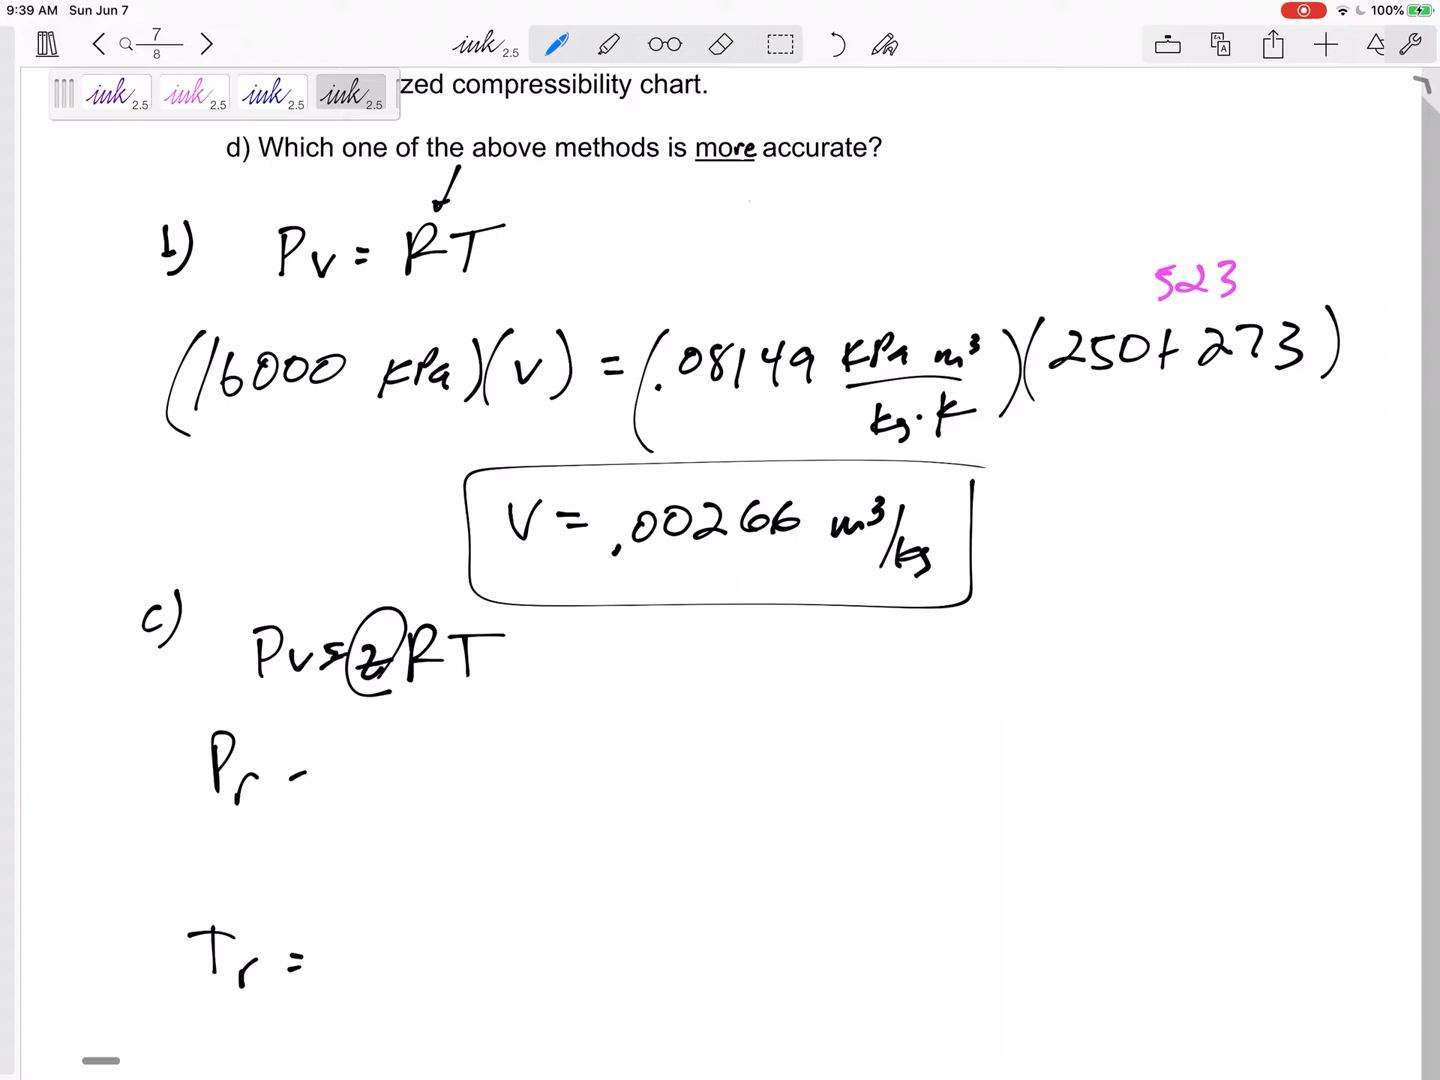 9:39 AM Sun Jun 7
100%
7
8
ink 2.5
ink 2.5 ink 2.5 ink 2.5 ink 2.5
zed compressibility chart.
d) Which one of the above methods is more accurate?
b) Pv = RT
523
(16000 kPa)(v) = (.08149 kPa m³/kg·K)(250+273)
v = .00266 m³/kg
c) Pv = zRT
Pr -
Tr =